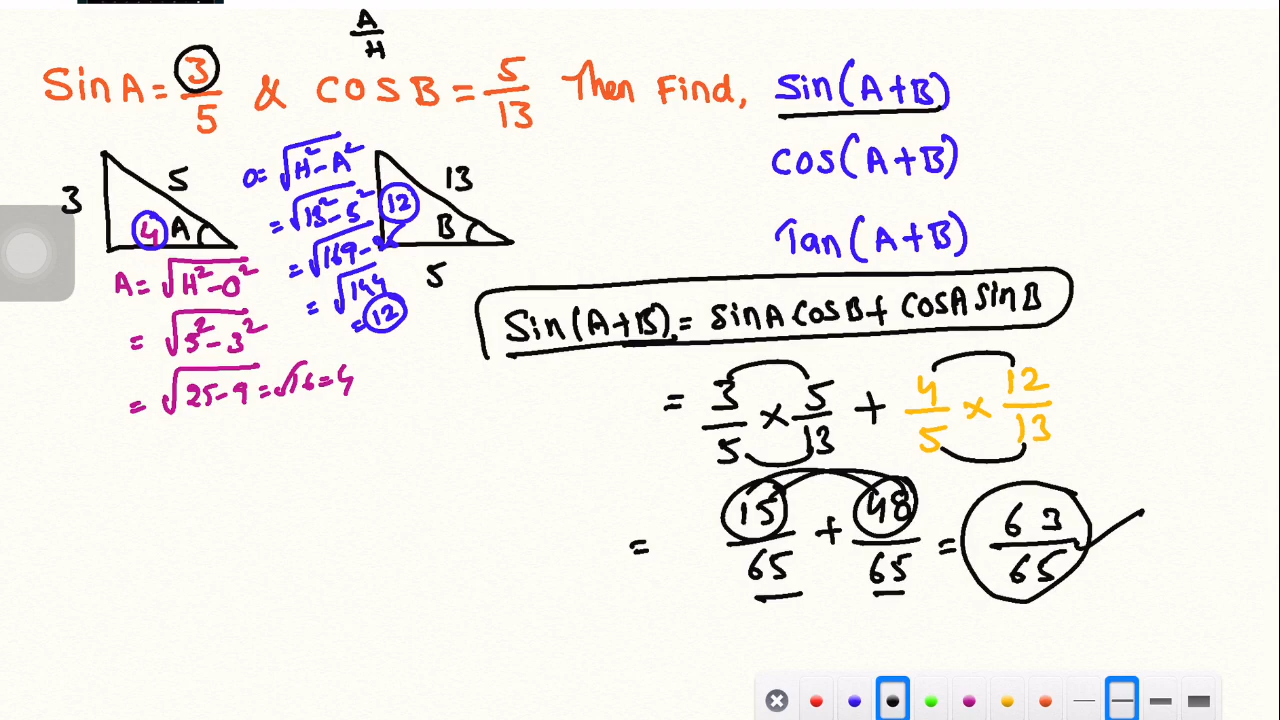 A/H
Sin A = 3/5 & COS B = 5/13 Then Find, sin(A+B)
cos(A+B)
Tan(A+B)
3 5 4 A
12 13 B 5
A = √H²-O²
= √5²-3²
= √25-9 = √16 = 4
O = √H²-A²
= √13²-5²
= √169-
= √144
= 12
Sin(A+B) = sinA cosB + cosA sinB
= 3/5 × 5/13 + 4/5 × 12/13
= 15/65 + 48/65 = 63/65